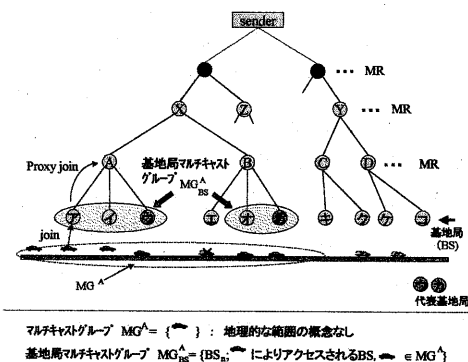 sender
… MR
X
Z
Y
… MR
Proxy join
A
基地局マルチキャスト
グループ MG^A_BS
B
C
D
… MR
ア
イ
エ
オ
キ
ク
ケ
コ
基地局
(BS)
join
MG^A
代表基地局
マルチキャストグループ MG^A = { } : 地理的な範囲の概念なし
基地局マルチキャストグループ MG^A_BS = {BS_n; によりアクセスされるBS, ∈ MG^A}